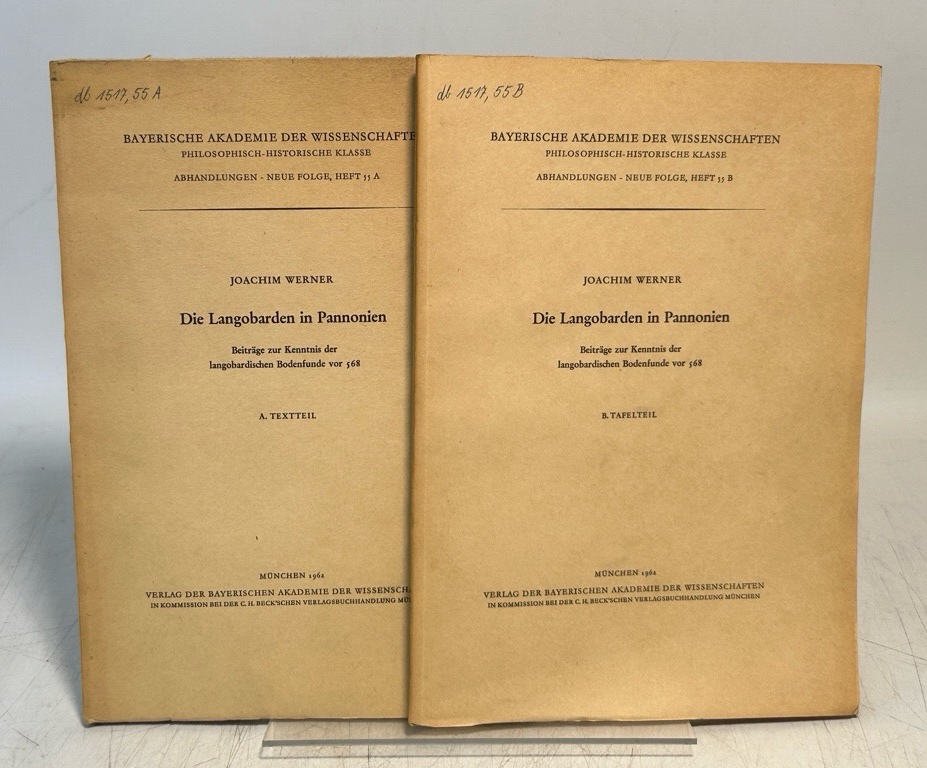 db 1517, 55 A
BAYERISCHE AKADEMIE DER WISSENSCHAFTE
PHILOSOPHISCH-HISTORISCHE KLASSE
ABHANDLUNGEN - NEUE FOLGE, HEFT 55 A
JOACHIM WERNER
Die Langobarden in Pannonien
Beiträge zur Kenntnis der
langobardischen Bodenfunde vor 568
A. TEXTTEIL
MÜNCHEN 1962
VERLAG DER BAYERISCHEN AKADEMIE DER WISSENSCH
IN KOMMISSION BEI DER C. H. BECK'SCHEN VERLAGSBUCHHANDLUNG MÜN
db 1517, 55 B
BAYERISCHE AKADEMIE DER WISSENSCHAFTEN
PHILOSOPHISCH-HISTORISCHE KLASSE
ABHANDLUNGEN - NEUE FOLGE, HEFT 55 B
JOACHIM WERNER
Die Langobarden in Pannonien
Beiträge zur Kenntnis der
langobardischen Bodenfunde vor 568
B. TAFELTEIL
MÜNCHEN 1962
VERLAG DER BAYERISCHEN AKADEMIE DER WISSENSCHAFTEN
IN KOMMISSION BEI DER C. H. BECK'SCHEN VERLAGSBUCHHANDLUNG MÜNCHEN